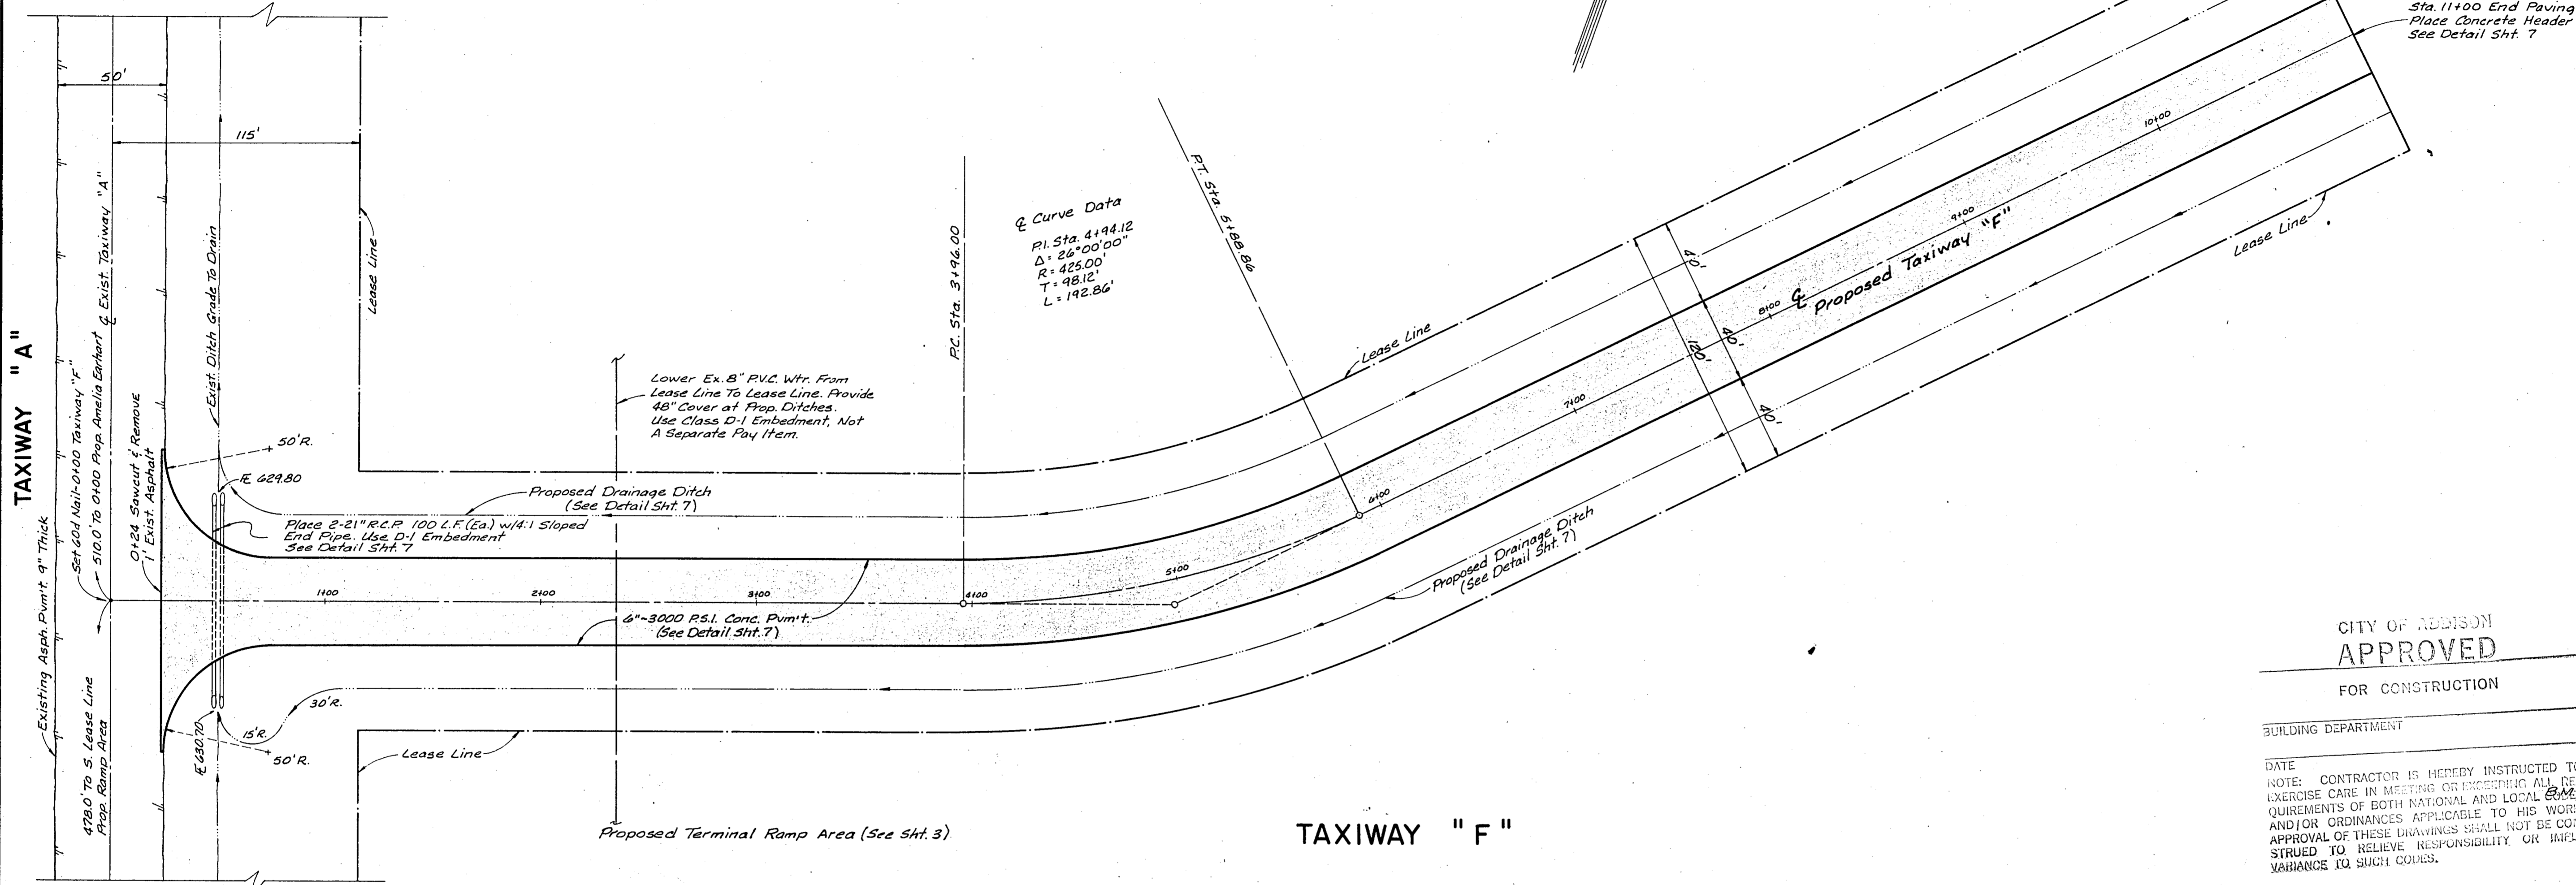 TAXIWAY "A"
50'
115'
Existing Asph. Pvm't. 9" Thick
Set 60d Nail-0+00 Taxiway "F"
510.0' To 0+00 Prop. Amelia Earhart
℄ Exist. Taxiway "A"
478.0' To S. Lease Line
Prop. Ramp Area
0+24 Sawcut & Remove
1' Exist. Asphalt
Exist. Ditch Grade To Drain
Lease Line
50'R.
℄ 629.80
Proposed Drainage Ditch
(See Detail Sht. 7)
Place 2-21" R.C.P. 100 L.F. (Ea.) w/4:1 Sloped
End Pipe. Use D-1 Embedment
See Detail Sht. 7
1+00
2+00
3+00
4+00
5+00
6+00
7+00
8+00
9+00
10+00
6"~3000 P.S.I. Conc. Pvm't.
(See Detail Sht. 7)
30'R.
15'R.
50'R.
630.70
Lease Line
Lower Ex. 8" P.V.C. Wtr. From
Lease Line To Lease Line. Provide
48" Cover at Prop. Ditches.
Use Class D-1 Embedment, Not
A Separate Pay Item.
P.C. Sta. 3+96.00
℄ Curve Data
P.I. Sta. 4+94.12
Δ = 26°00'00"
R = 425.00'
T = 98.12'
L = 192.86'
P.T. Sta. 5+88.86
Lease Line
Proposed Drainage Ditch
(See Detail Sht. 7)
40'
40'
120'
40'
℄ Proposed Taxiway "F"
Lease Line
Sta. 11+00 End Paving
Place Concrete Header
See Detail Sht. 7
Proposed Terminal Ramp Area (See Sht. 3)
TAXIWAY "F"
CITY OF ADDISON
APPROVED
FOR CONSTRUCTION
BUILDING DEPARTMENT
DATE
NOTE: CONTRACTOR IS HEREBY INSTRUCTED TO
EXERCISE CARE IN MEETING OR EXCEEDING ALL RE
QUIREMENTS OF BOTH NATIONAL AND LOCAL
AND/OR ORDINANCES APPLICABLE TO HIS WOR
APPROVAL OF THESE DRAWINGS SHALL NOT BE CON
STRUED TO RELIEVE RESPONSIBILITY OR IMPL
VARIANCE TO SUCH CODES.